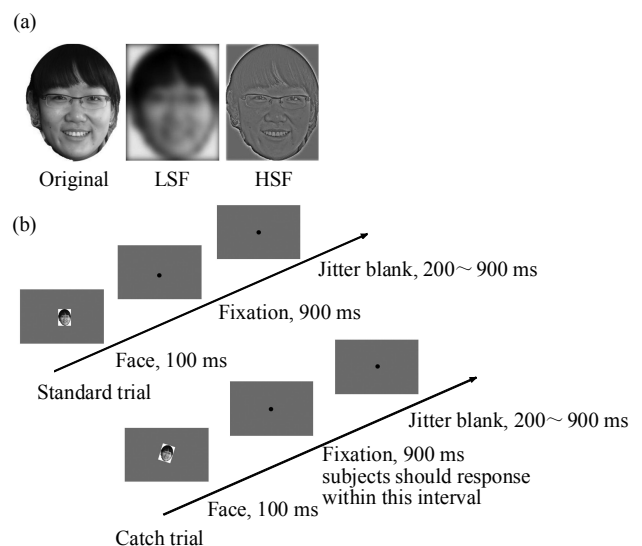 (a)
Original LSF HSF
(b)
Jitter blank, 200~ 900 ms
Fixation, 900 ms
Face, 100 ms
Standard trial
Jitter blank, 200~ 900 ms
Fixation, 900 ms
subjects should response
within this interval
Face, 100 ms
Catch trial